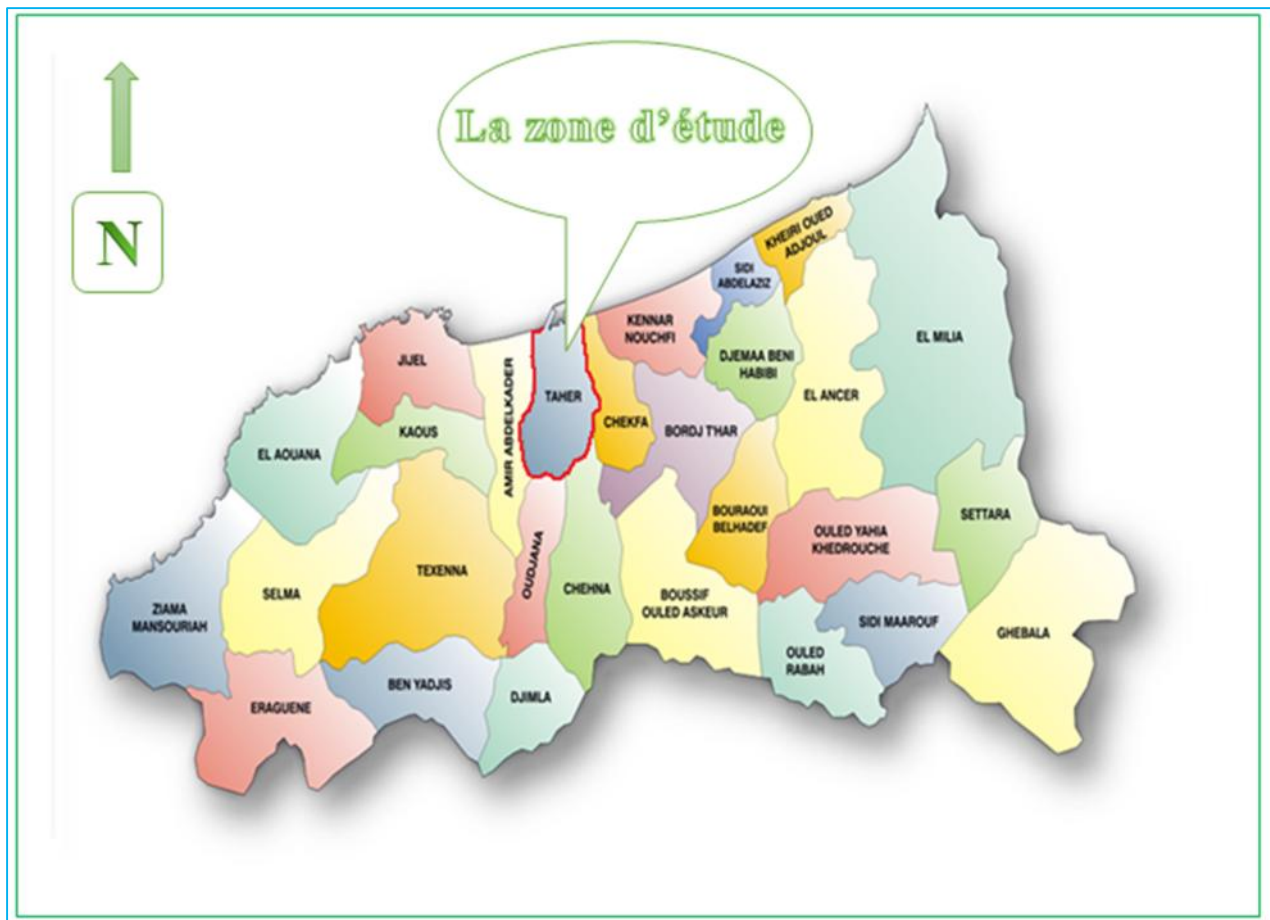 La zone d'étude
N
KHEIRI OUED
ADJOUL
SIDI
ABDELAZIZ
KENNAR
NOUCHFI
EL MILIA
DJEMAA BENI
HABIBI
JIJEL
TAHER
EL ANCER
AMIR ABDELKADER
CHEKFA
BORDJ T'HAR
KAOUS
EL AOUANA
BOURAOUI
BELHADEF
SETTARA
OULED YAHIA
KHEDROUCHE
TEXENNA
OUDJANA
CHEHNA
SELMA
BOUSSIF
OULED ASKEUR
ZIAMA
MANSOURIAH
SIDI MAAROUF
GHEBALA
OULED
RABAH
BEN YADJIS
DJIMLA
ERAGUENE